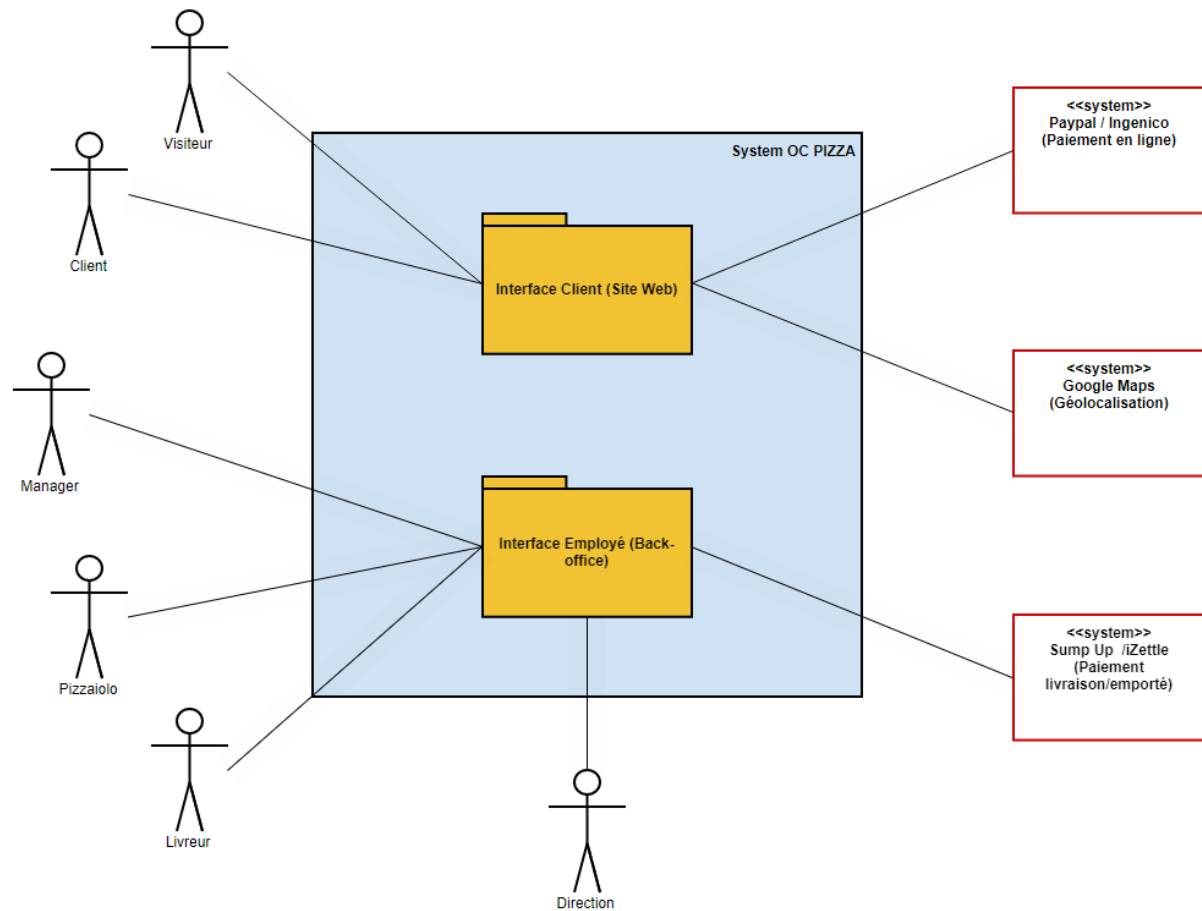 Visiteur
System OC PIZZA
<<system>>
Paypal / Ingenico
(Paiement en ligne)
Client
Interface Client (Site Web)
<<system>>
Google Maps
(Géolocalisation)
Manager
Interface Employé (Back-
office)
<<system>>
Sump Up /iZettle
(Paiement
livraison/emporté)
Pizzaiolo
Livreur
Direction